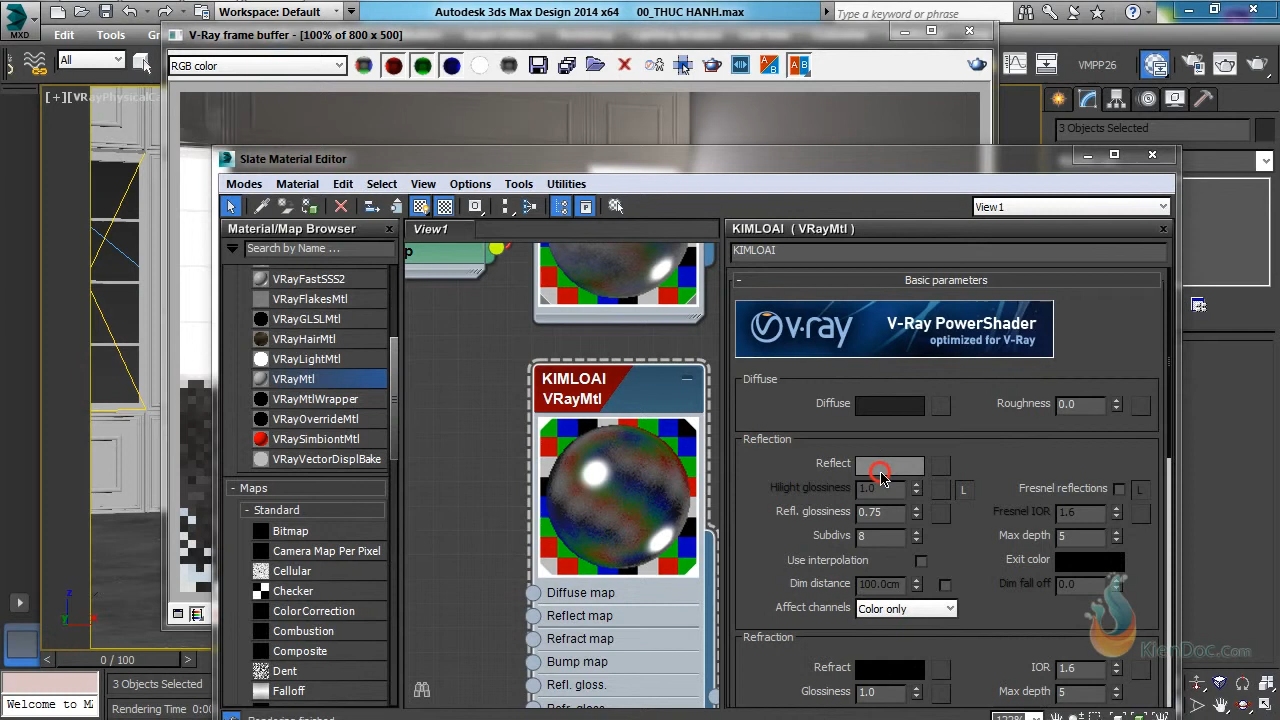 MXD
Workspace: Default
Autodesk 3ds Max Design 2014 x64 00_THUC HANH.max
Type a keyword or phrase
Edit Tools
V-Ray frame buffer - [100% of 800 x 500]
All
RGB color
VMPP26
3 Objects Selected
Slate Material Editor
Modes Material Edit Select View Options Tools Utilities
View1
Material/Map Browser
View1
KIMLOAI ( VRayMtl )
Search by Name ...
KIMLOAI
VRayFastSSS2
VRayFlakesMtl
VRayGLSLMtl
VRayHairMtl
VRayLightMtl
VRayMtl
VRayMtlWrapper
VRayOverrideMtl
VRaySimbiontMtl
VRayVectorDisplBake
- Maps
- Standard
Bitmap
Camera Map Per Pixel
Cellular
Checker
ColorCorrection
Combustion
Composite
Dent
Falloff
KIMLOAI
VRayMtl
Diffuse map
Reflect map
Refract map
Bump map
Refl. gloss.
- Basic parameters
v-ray V-Ray PowerShader
optimized for V-Ray
Diffuse
Diffuse Roughness 0.0
Reflection
Reflect
Hilight glossiness 1.0 L Fresnel reflections L
Refl. glossiness 0.75 Fresnel IOR 1.6
Subdivs 8 Max depth 5
Use interpolation Exit color
Dim distance 100.0cm Dim fall off 0.0
Affect channels Color only
Refraction
Refract IOR 1.6
Glossiness 1.0 Max depth 5
KienDoc.com
0 / 100
Welcome to M
3 Objects Selected
Rendering Time 0:0